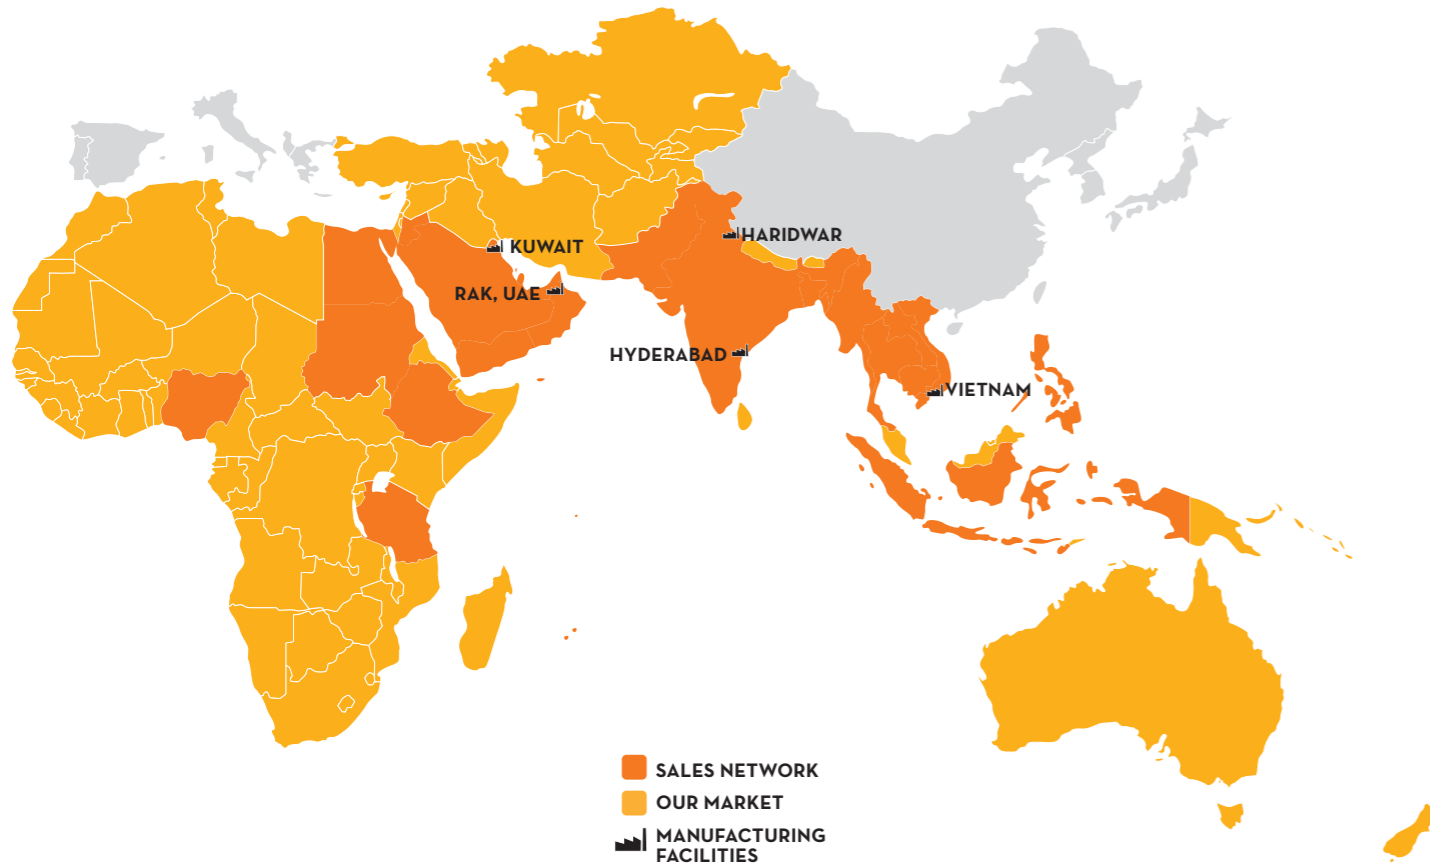 HARIDWAR
KUWAIT
RAK, UAE
HYDERABAD
VIETNAM
SALES NETWORK
OUR MARKET
MANUFACTURING
FACILITIES